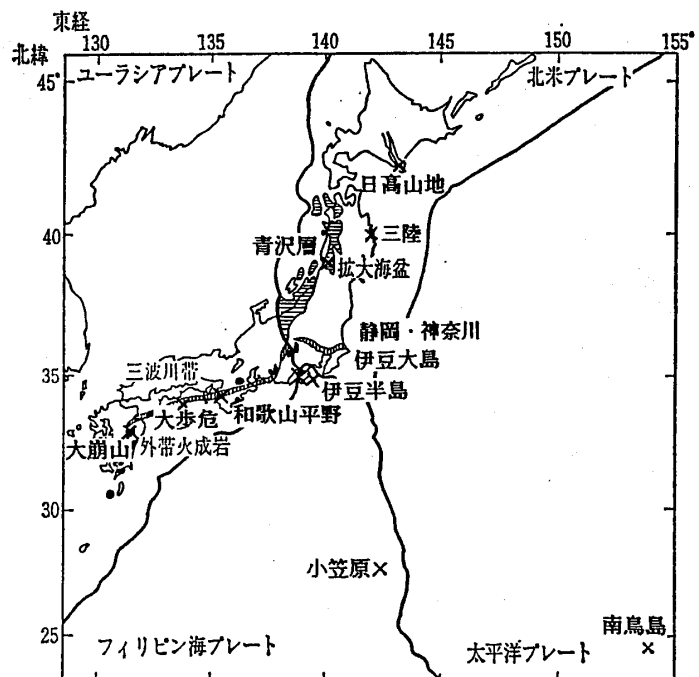 東経
130 135 140 145 150 155°
北緯
45°
ユーラシアプレート
北米プレート
日高山地
40
青沢層
三陸
拡大海盆
静岡・神奈川
伊豆大島
35
三波川帯
伊豆半島
大歩危
和歌山平野
大崩山
外帯火成岩
30
小笠原
南鳥島
25
フィリピン海プレート
太平洋プレート